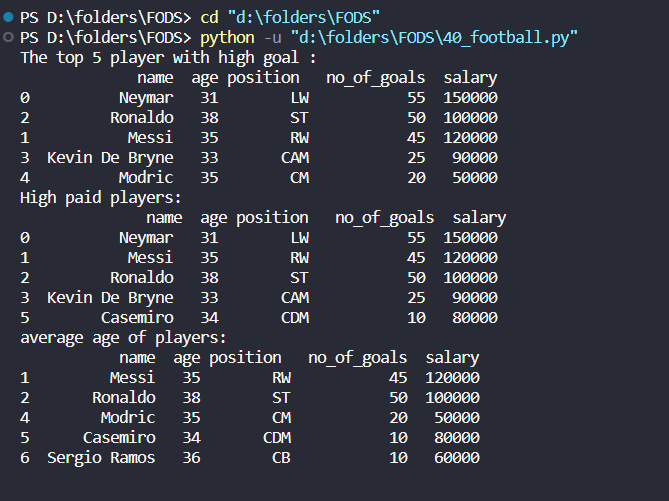 PS D:\folders\FODS> cd "d:\folders\FODS"
PS D:\folders\FODS> python -u "d:\folders\FODS\40_football.py"
The top 5 player with high goal :
             name  age position  no_of_goals  salary
0          Neymar   31       LW           55  150000
2         Ronaldo   38       ST           50  100000
1           Messi   35       RW           45  120000
3  Kevin De Bryne   33      CAM           25   90000
4          Modric   35       CM           20   50000
High paid players:
              name  age position   no_of_goals  salary
0          Neymar   31       LW           55  150000
1           Messi   35       RW           45  120000
2         Ronaldo   38       ST           50  100000
3  Kevin De Bryne   33      CAM           25   90000
5        Casemiro   34      CDM           10   80000
average age of players:
           name  age position   no_of_goals  salary
1         Messi   35        RW           45  120000
2       Ronaldo   38        ST           50  100000
4        Modric   35        CM           20   50000
5      Casemiro   34       CDM           10   80000
6  Sergio Ramos   36        CB           10   60000